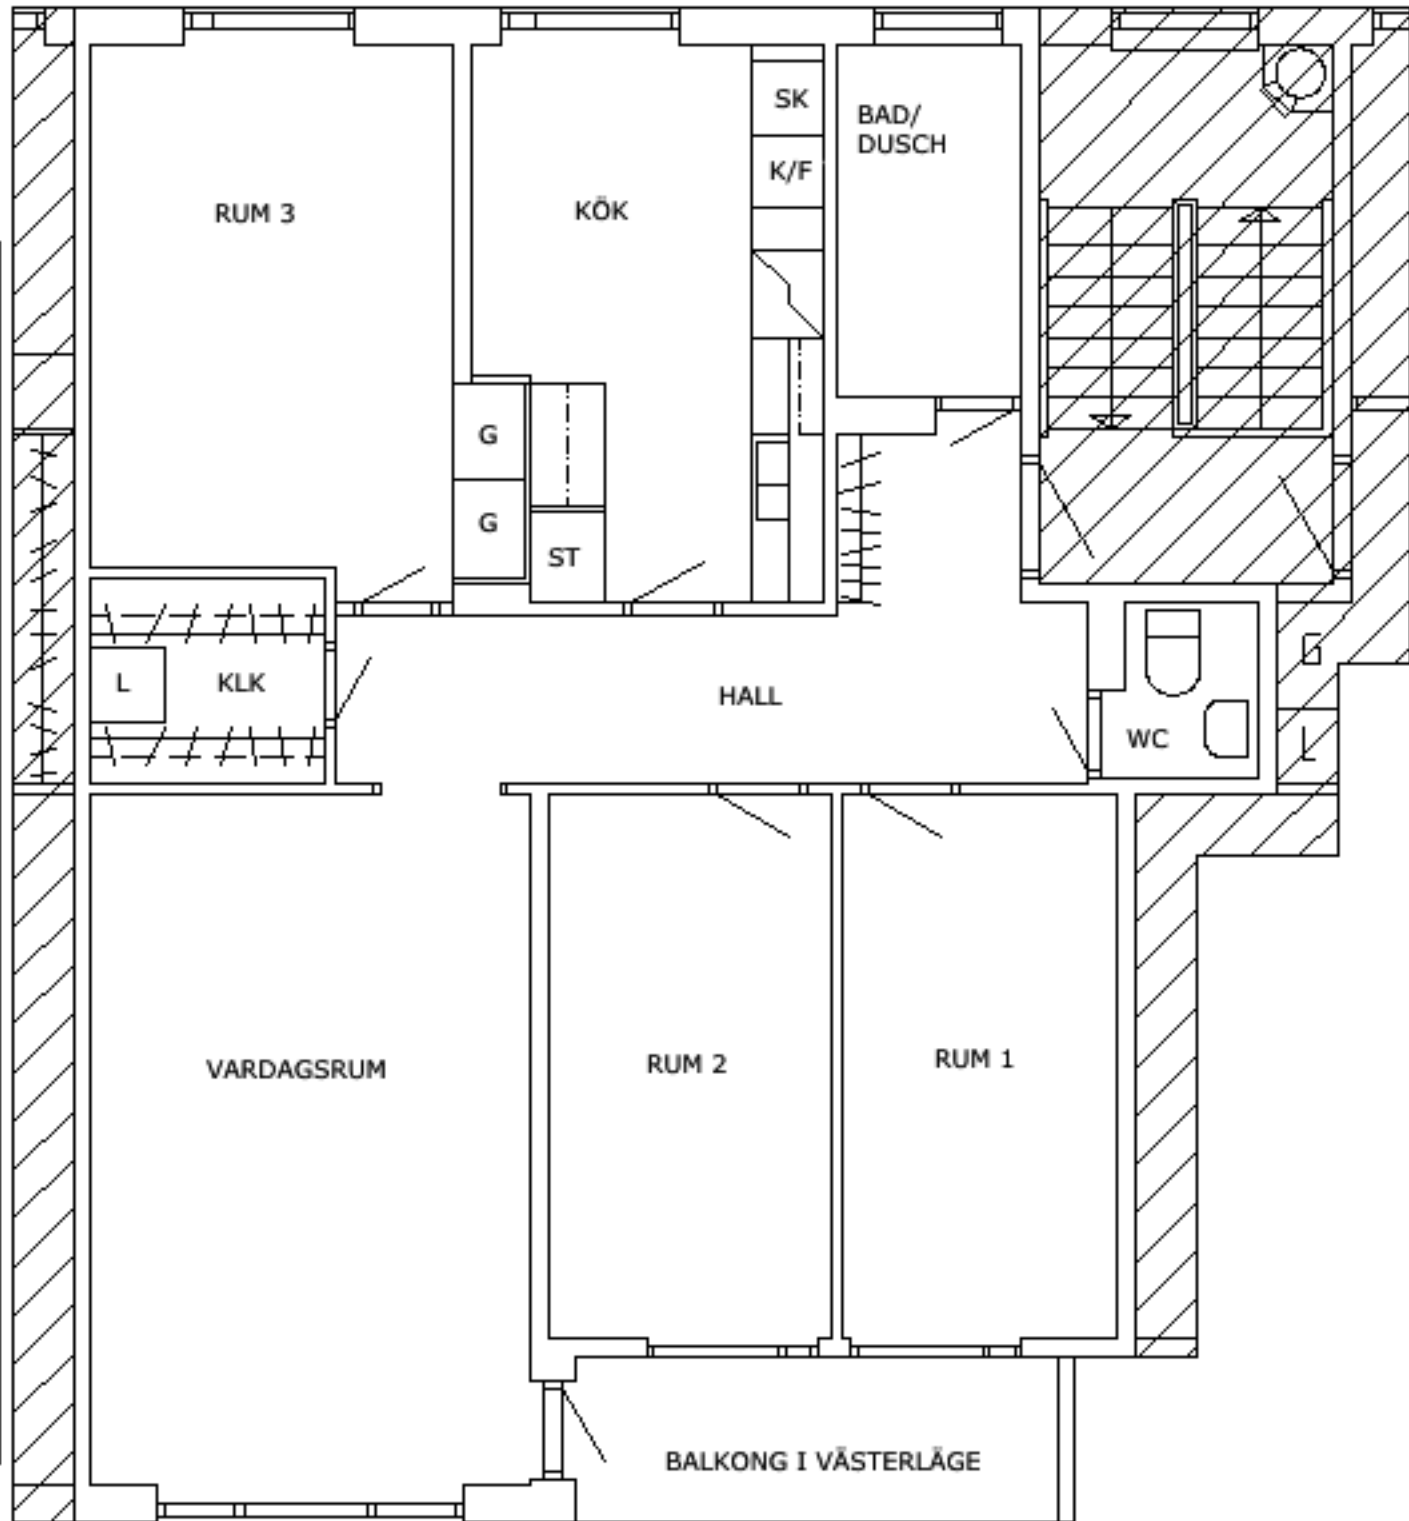 SK
BAD/
DUSCH
K/F
RUM 3
KÖK
G
G
ST
L
KLK
HALL
WC
G
L
VARDAGSRUM
RUM 2
RUM 1
BALKONG I VÄSTERLÄGE